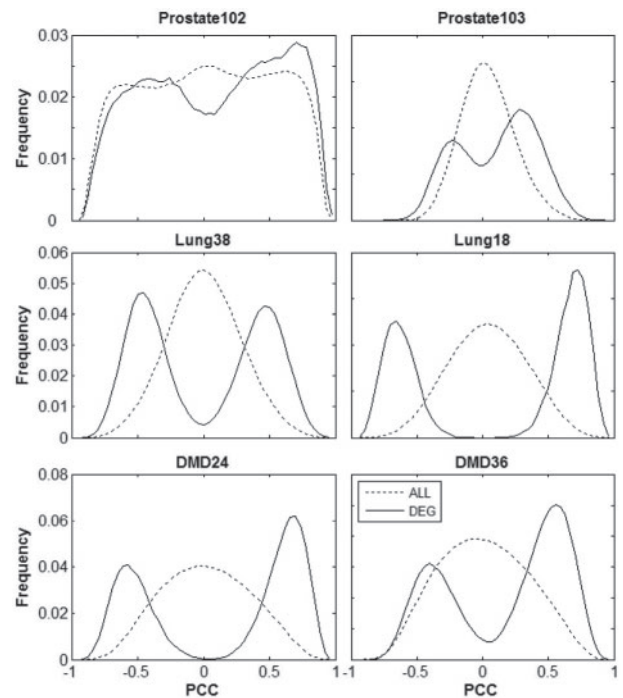 Prostate102 Prostate103
0.03
0.02
0.01
0
Frequency
Lung38 Lung18
0.06
0.05
0.04
0.03
0.02
0.01
0
Frequency
DMD24 DMD36
0.08
0.06
0.04
0.02
0
Frequency
ALL
DEG
-1 -0.5 0 0.5 1 -1 -0.5 0 0.5 1
PCC PCC